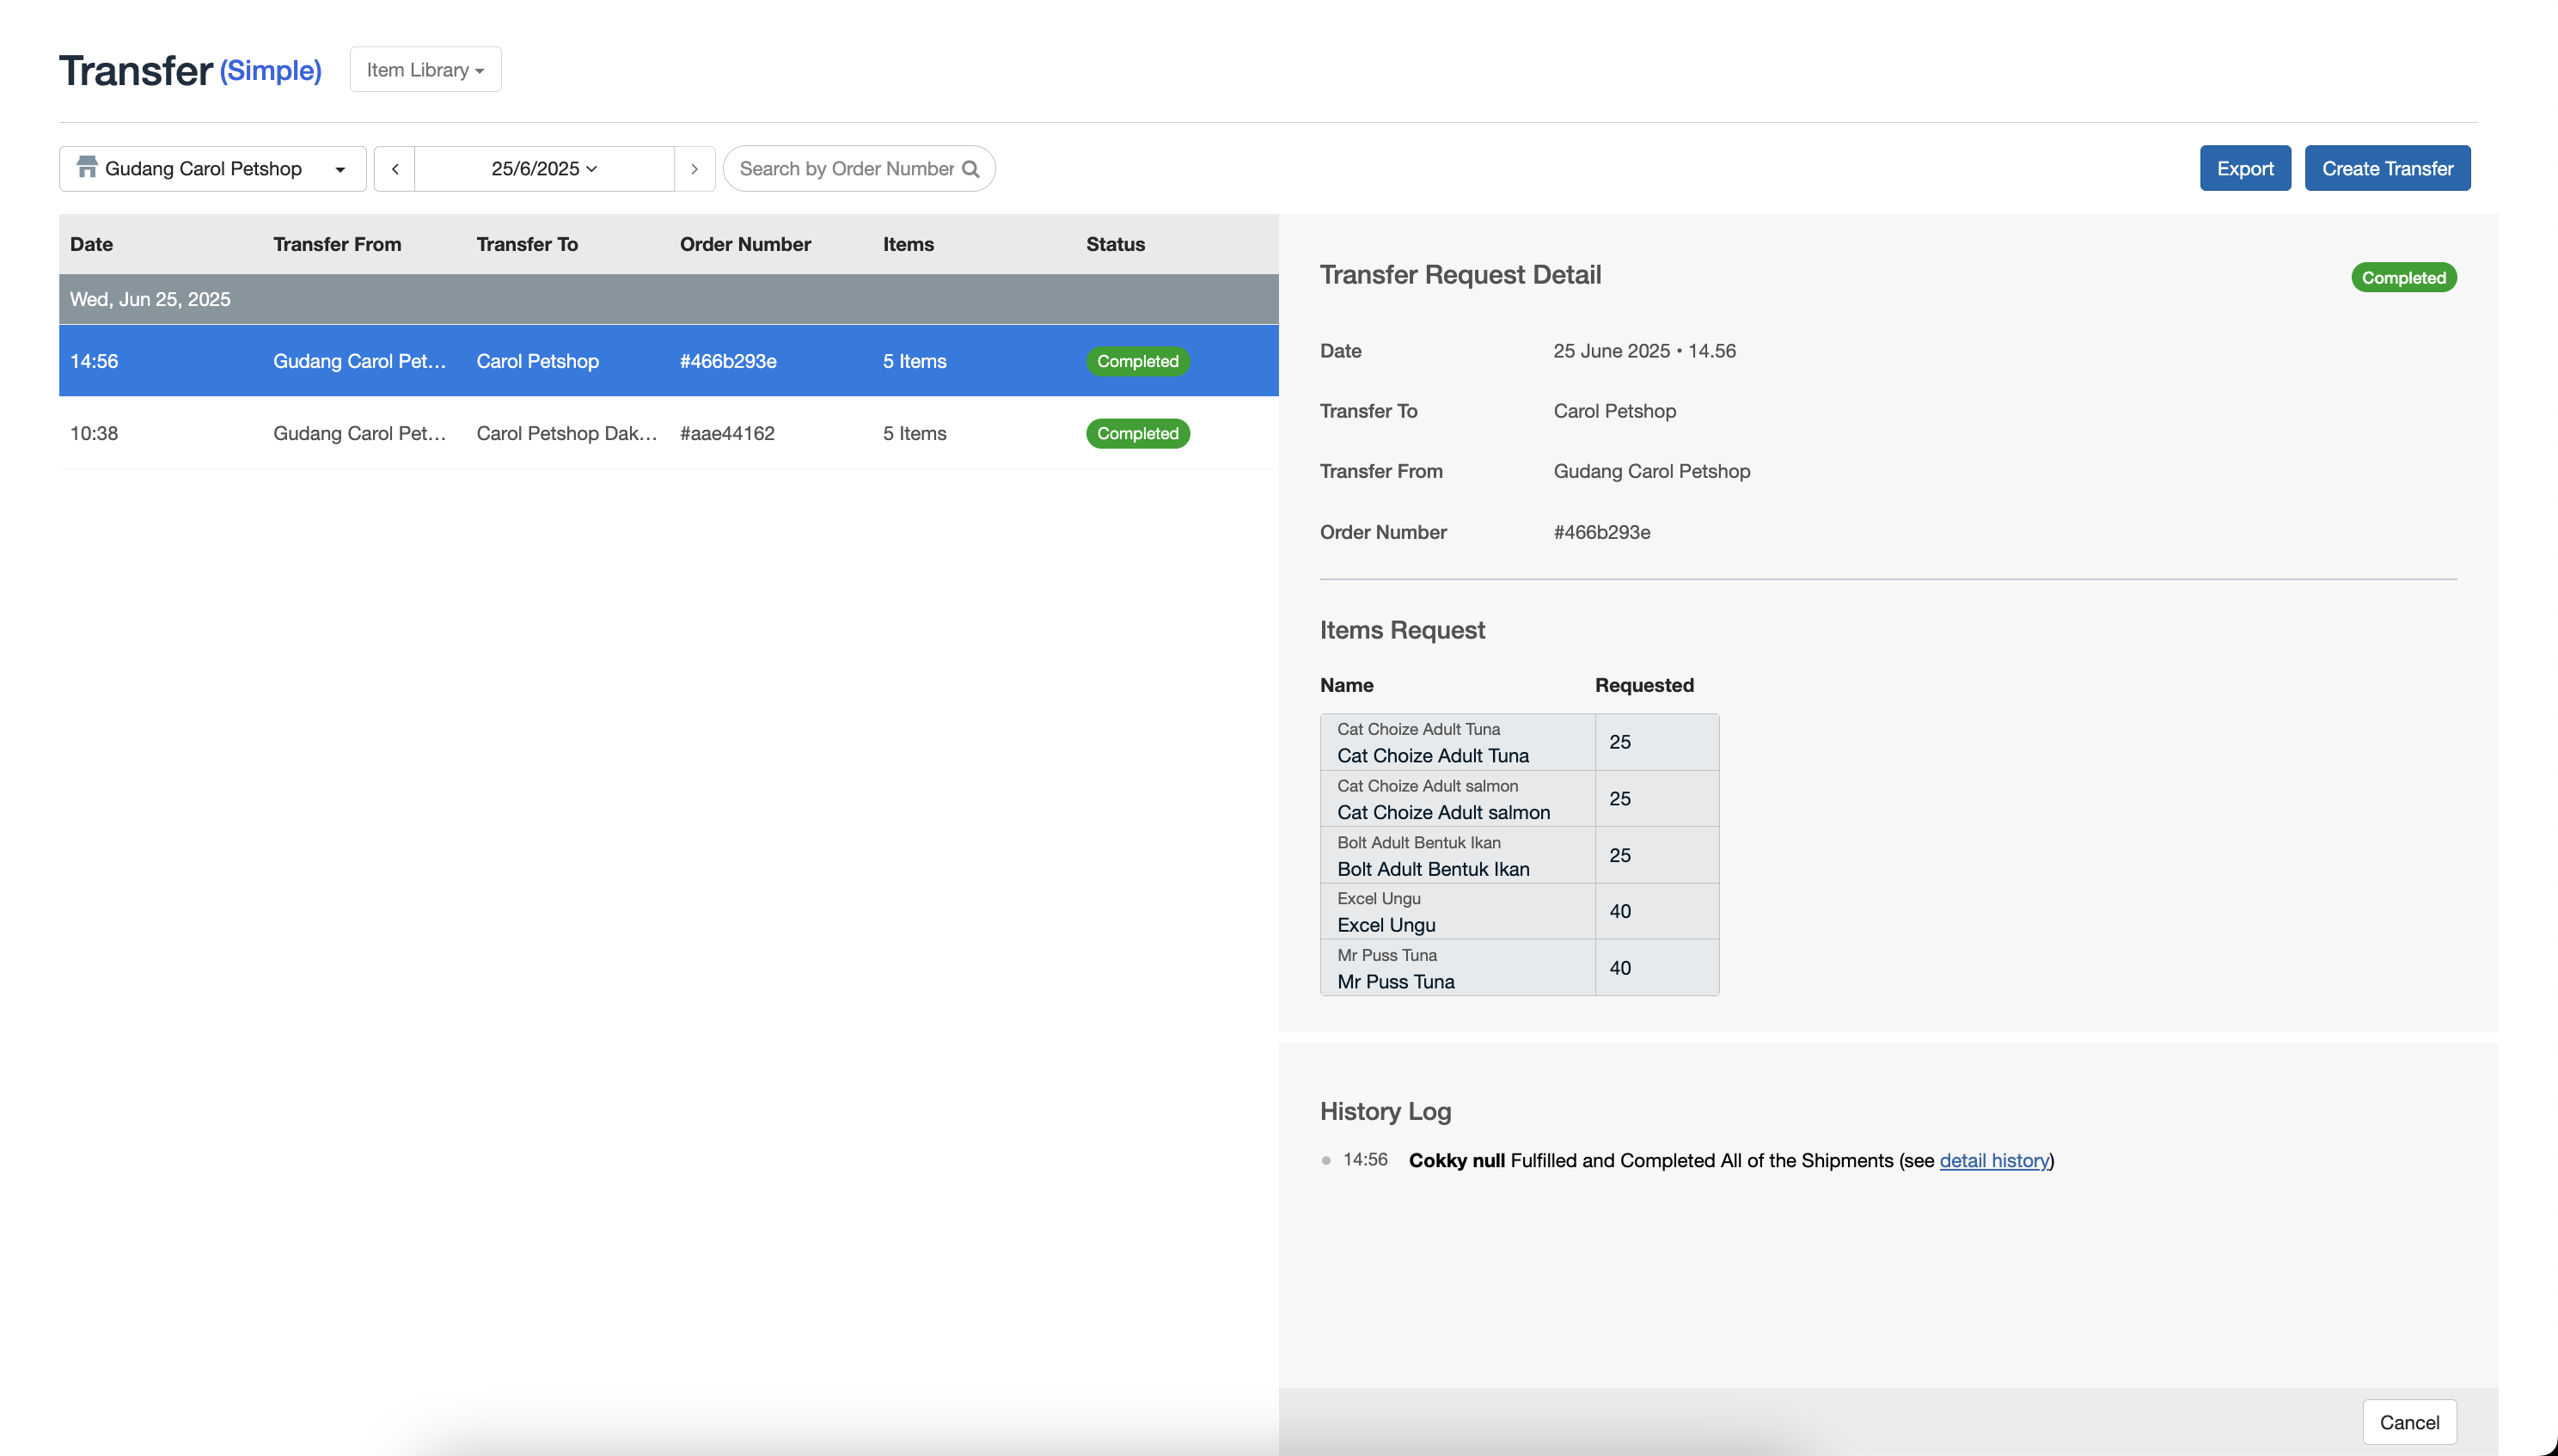 Transfer (Simple) Item Library
Gudang Carol Petshop 25/6/2025 Search by Order Number Export Create Transfer
Date Transfer From Transfer To Order Number Items Status
Wed, Jun 25, 2025
14:56 Gudang Carol Pet... Carol Petshop #466b293e 5 Items Completed
10:38 Gudang Carol Pet... Carol Petshop Dak... #aae44162 5 Items Completed
Transfer Request Detail Completed
Date 25 June 2025 • 14.56
Transfer To Carol Petshop
Transfer From Gudang Carol Petshop
Order Number #466b293e
Items Request
Name Requested
Cat Choize Adult Tuna
Cat Choize Adult Tuna 25
Cat Choize Adult salmon
Cat Choize Adult salmon 25
Bolt Adult Bentuk Ikan
Bolt Adult Bentuk Ikan 25
Excel Ungu
Excel Ungu 40
Mr Puss Tuna
Mr Puss Tuna 40
History Log
14:56 Cokky null Fulfilled and Completed All of the Shipments (see detail history)
Cancel